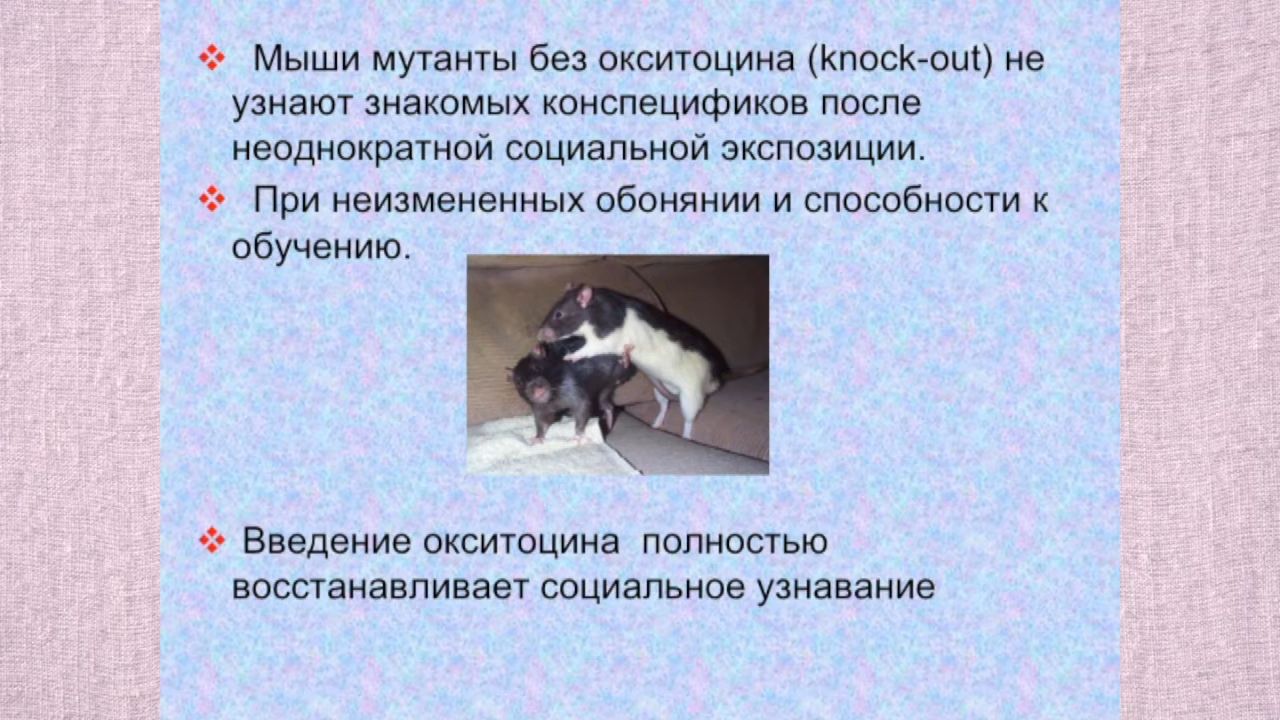 ❖ Мыши мутанты без окситоцина (knock-out) не
узнают знакомых конспецификов после
неоднократной социальной экспозиции.
❖ При неизмененных обонянии и способности к
обучению.
❖ Введение окситоцина полностью
восстанавливает социальное узнавание